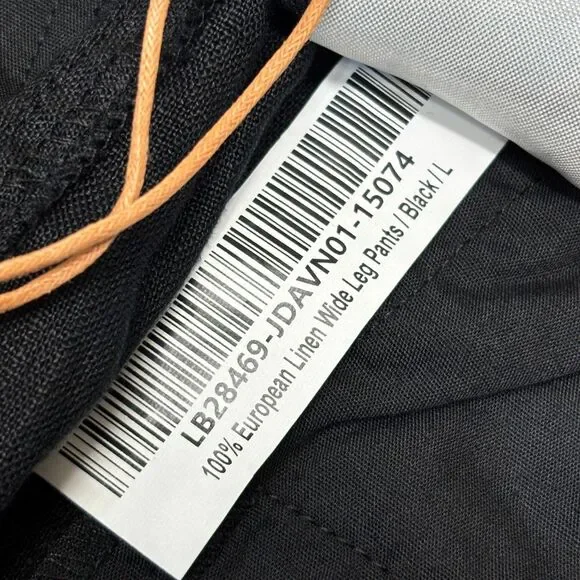 LB28469-JDAVN01-15074
100% European Linen Wide Leg Pants / Black / L